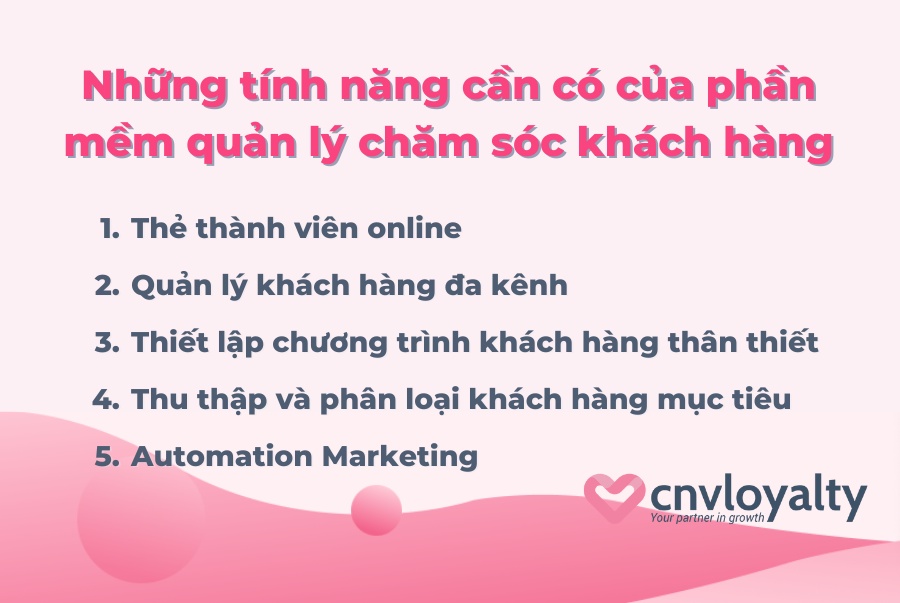 Những tính năng cần có của phần
mềm quản lý chăm sóc khách hàng
1. Thẻ thành viên online
2. Quản lý khách hàng đa kênh
3. Thiết lập chương trình khách hàng thân thiết
4. Thu thập và phân loại khách hàng mục tiêu
5. Automation Marketing
cnvloyalty
Your partner in growth